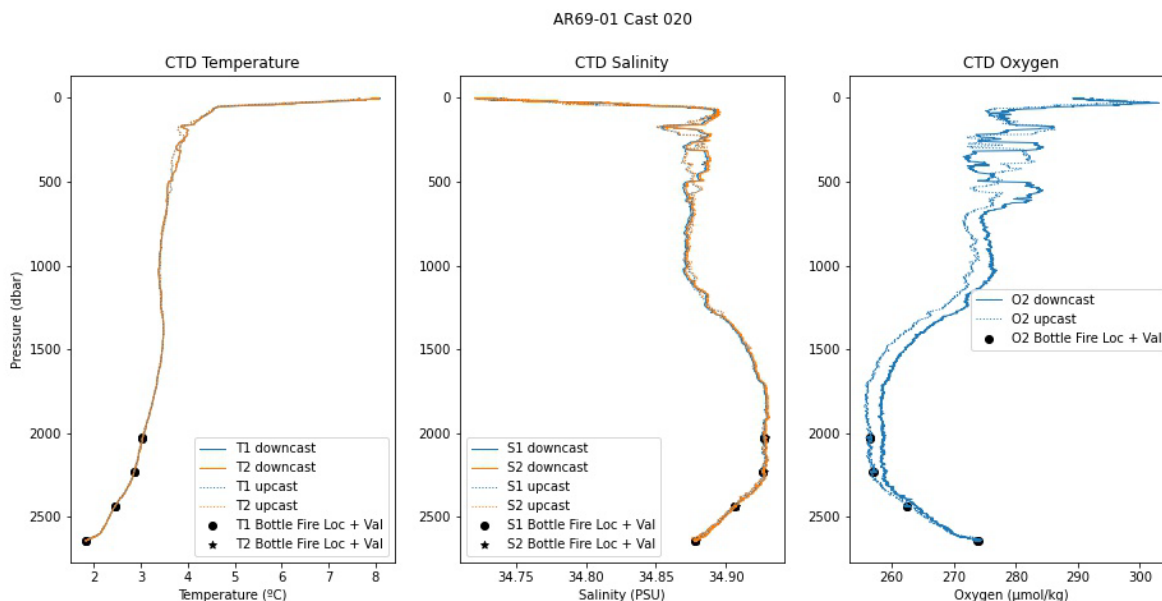 AR69-01 Cast 020
CTD Temperature
CTD Salinity
CTD Oxygen
Pressure (dbar)
0
500
1000
1500
2000
2500
T1 downcast
T2 downcast
T1 upcast
T2 upcast
T1 Bottle Fire Loc + Val
T2 Bottle Fire Loc + Val
2 3 4 5 6 7 8
Temperature (ºC)
0
500
1000
1500
2000
2500
S1 downcast
S2 downcast
S1 upcast
S2 upcast
S1 Bottle Fire Loc + Val
S2 Bottle Fire Loc + Val
34.75 34.80 34.85 34.90
Salinity (PSU)
0
500
1000
1500
2000
2500
O2 downcast
O2 upcast
O2 Bottle Fire Loc + Val
260 270 280 290 300
Oxygen (μmol/kg)